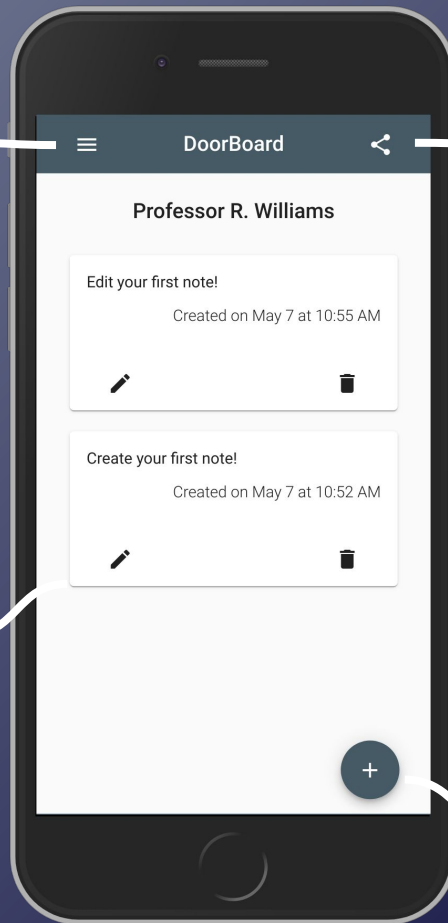 DoorBoard
Professor R. Williams
Edit your first note!
Created on May 7 at 10:55 AM
Create your first note!
Created on May 7 at 10:52 AM